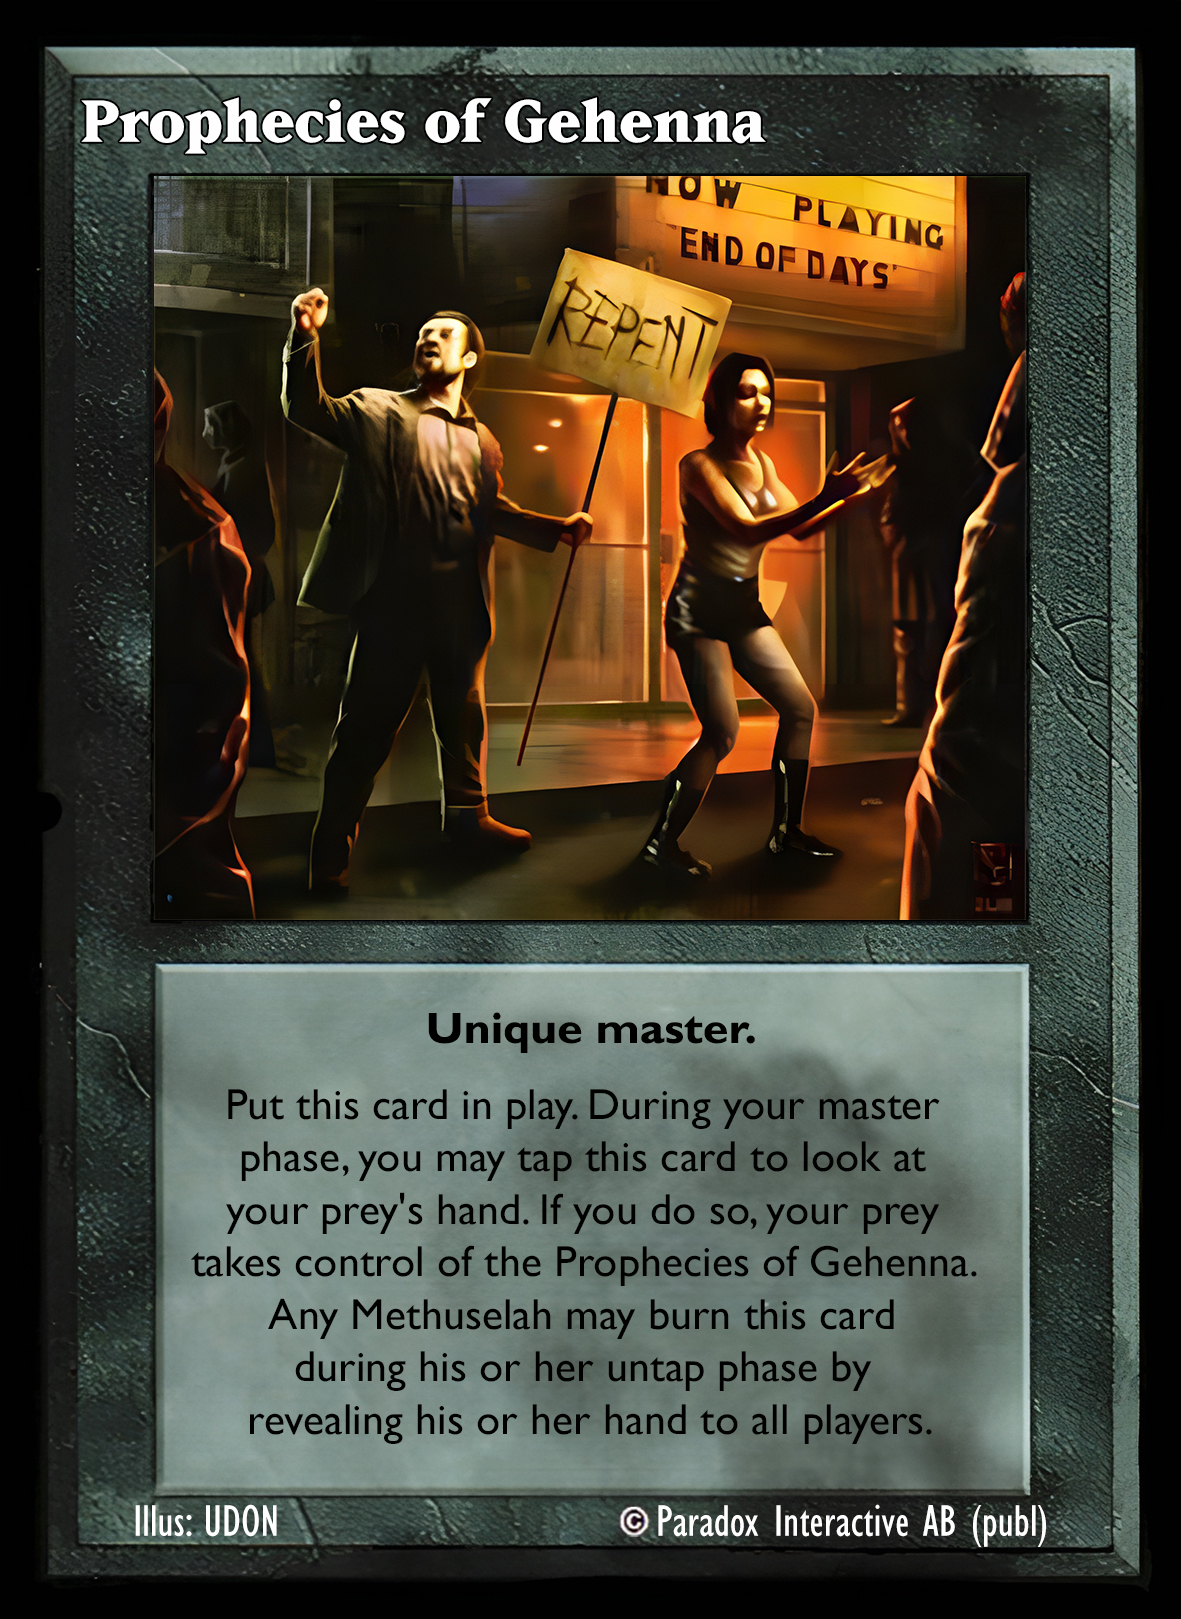 Prophecies of Gehenna
NOW PLAYING
"END OF DAYS"
REPENT
Unique master.
Put this card in play. During your master
phase, you may tap this card to look at
your prey's hand. If you do so, your prey
takes control of the Prophecies of Gehenna.
Any Methuselah may burn this card
during his or her untap phase by
revealing his or her hand to all players.
Illus: UDON
© Paradox Interactive AB (publ)